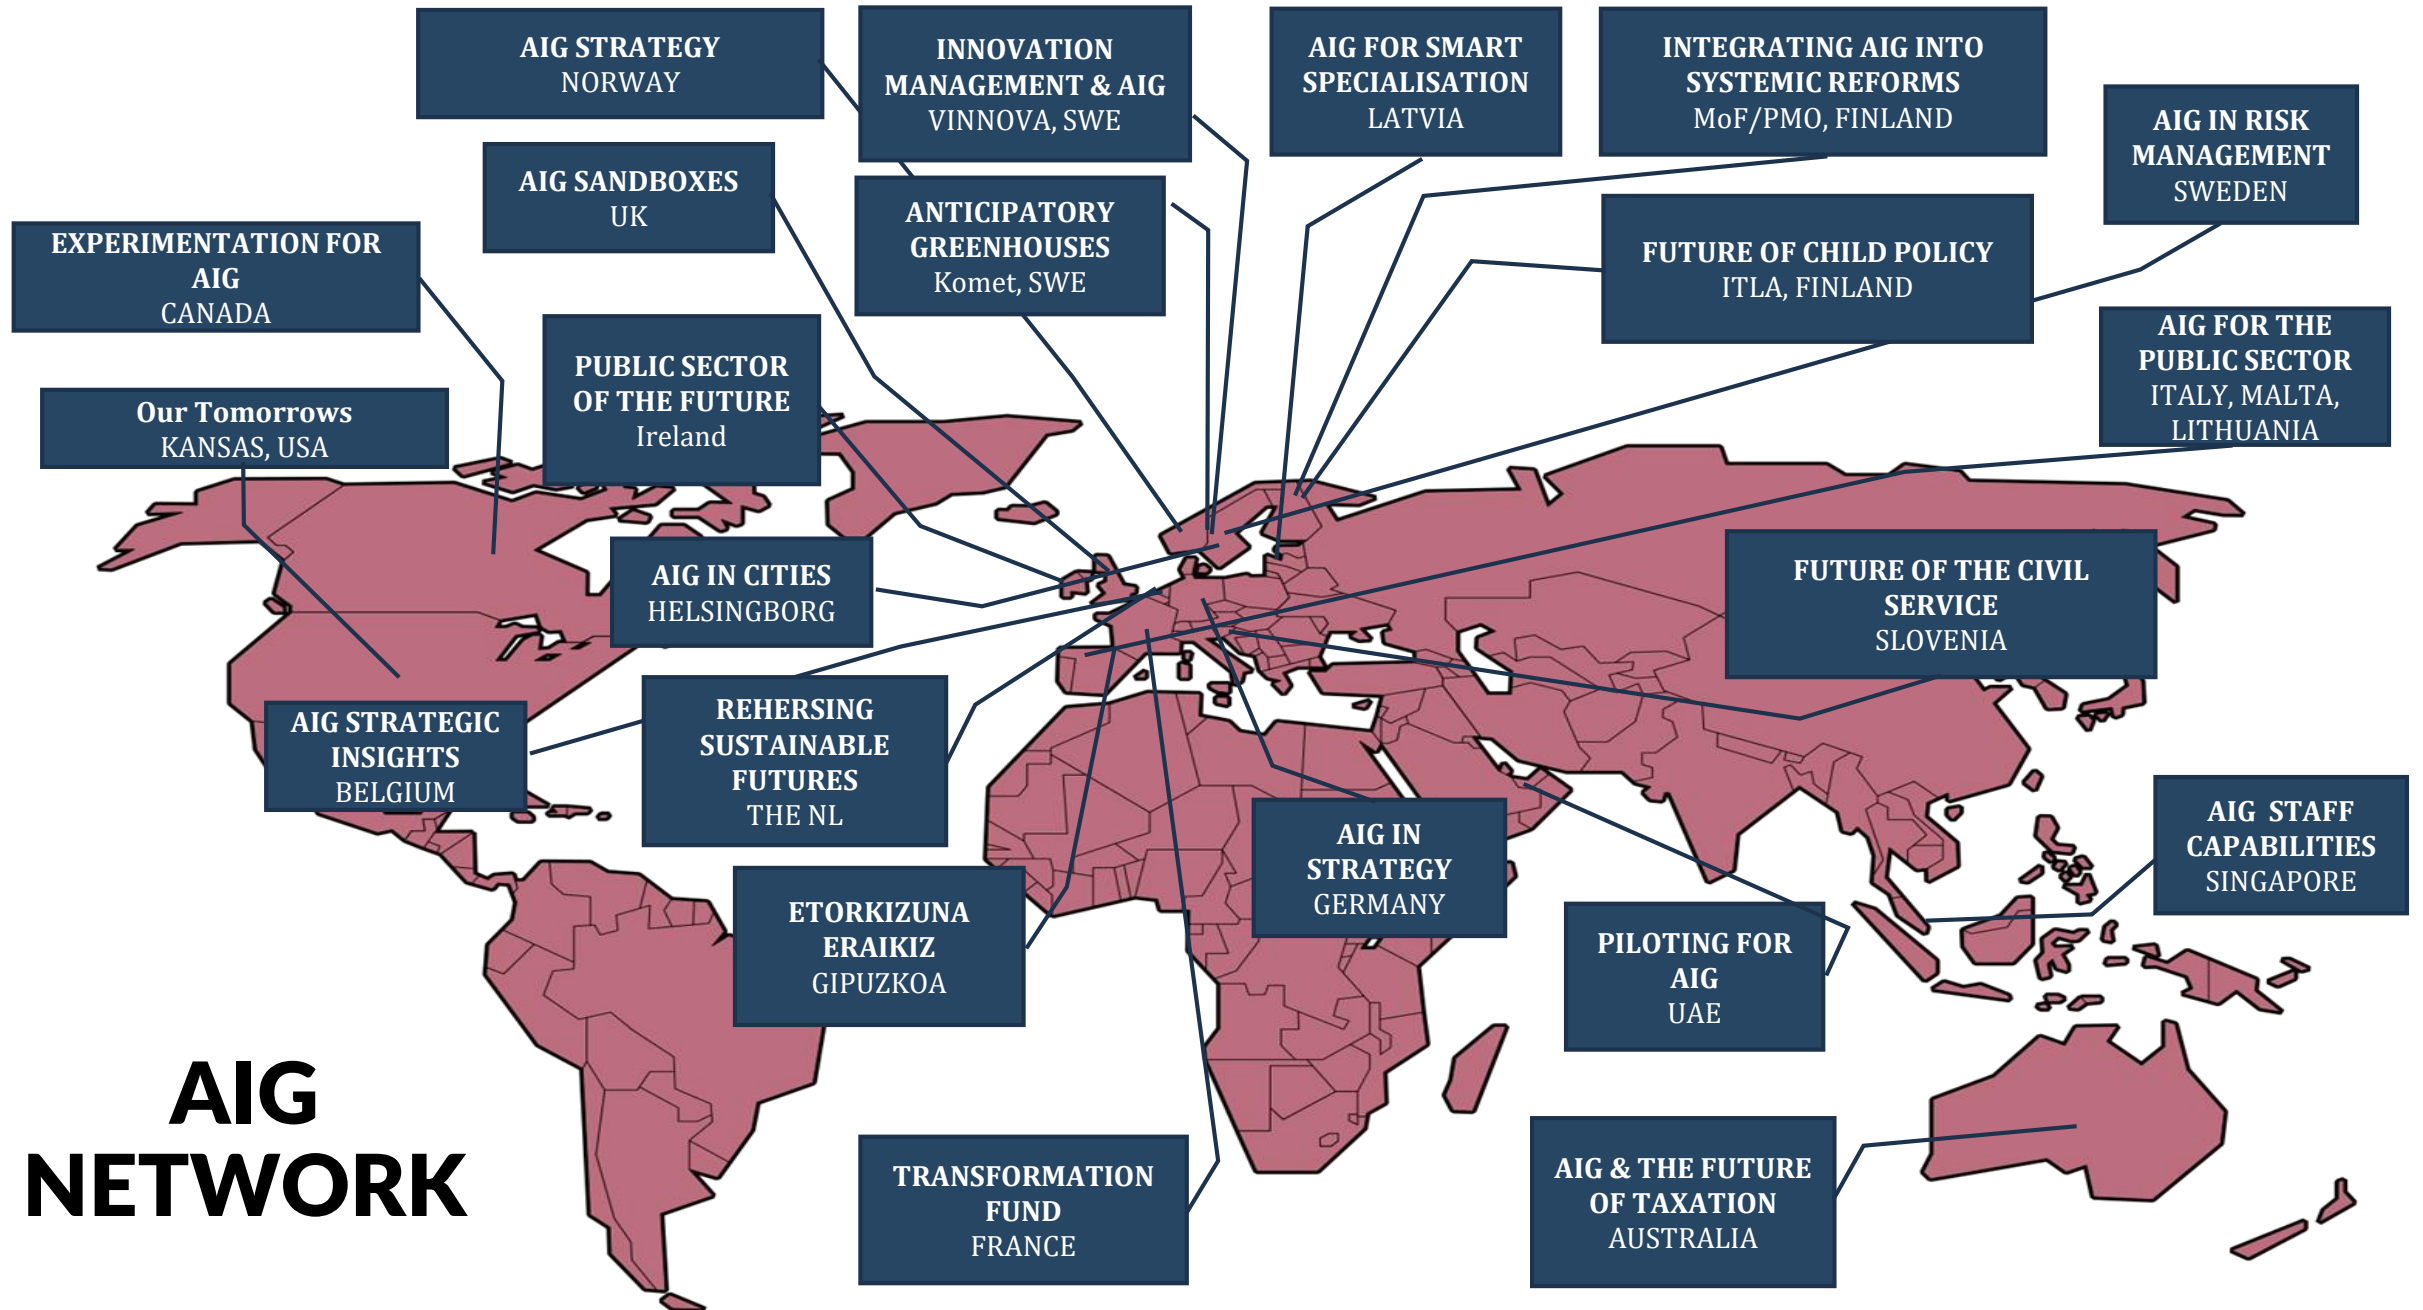 AIG STRATEGY
NORWAY
INNOVATION
MANAGEMENT & AIG
VINNOVA, SWE
AIG FOR SMART
SPECIALISATION
LATVIA
INTEGRATING AIG INTO
SYSTEMIC REFORMS
MoF/PMO, FINLAND
AIG IN RISK
MANAGEMENT
SWEDEN
AIG SANDBOXES
UK
ANTICIPATORY
GREENHOUSES
Komet, SWE
FUTURE OF CHILD POLICY
ITLA, FINLAND
EXPERIMENTATION FOR
AIG
CANADA
PUBLIC SECTOR
OF THE FUTURE
Ireland
AIG FOR THE
PUBLIC SECTOR
ITALY, MALTA,
LITHUANIA
Our Tomorrows
KANSAS, USA
AIG IN CITIES
HELSINGBORG
FUTURE OF THE CIVIL
SERVICE
SLOVENIA
AIG STRATEGIC
INSIGHTS
BELGIUM
REHERSING
SUSTAINABLE
FUTURES
THE NL
AIG IN
STRATEGY
GERMANY
AIG STAFF
CAPABILITIES
SINGAPORE
ETORKIZUNA
ERAIKIZ
GIPUZKOA
PILOTING FOR
AIG
UAE
AIG
NETWORK
TRANSFORMATION
FUND
FRANCE
AIG & THE FUTURE
OF TAXATION
AUSTRALIA